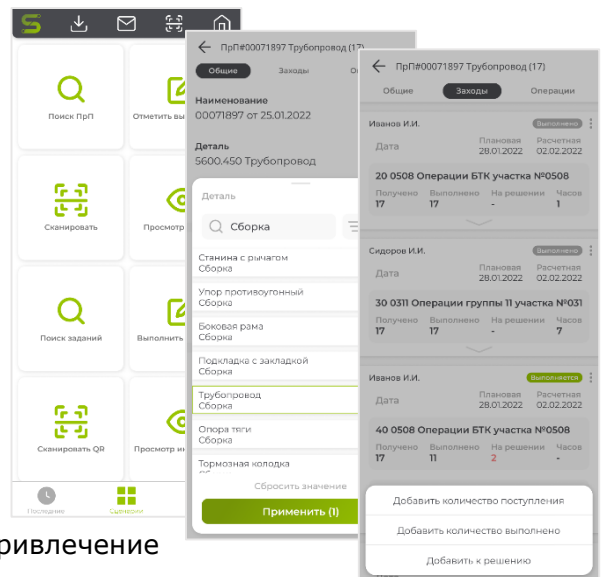 S
Поиск ПрП
Отметить вы
Сканировать
Просмотр
Поиск заданий
Выполнить
Сканировать QR
Просмотр ин
Последние
Сценарии
ПрП#00071897 Трубопровод (17)
Общие Заходы О
Наименование
00071897 от 25.01.2022
Деталь
5600.450 Трубопровод
Деталь
Сборка
Станина с рычагом
Сборка
Упор противоугонный
Сборка
Боковая рама
Сборка
Подкладка с закладкой
Сборка
Трубопровод
Сборка
Опора тяги
Сборка
Тормозная колодка
Сбросить значение
Применить (1)
ПрП#00071897 Трубопровод (17)
Общие Заходы Операции
Иванов И.И. Выполнено
Плановая Расчетная
Дата 28.01.2022 02.02.2022
20 0508 Операции БТК участка №0508
Получено Выполнено На решении Часов
17 17 - 1
Сидоров И.И. Выполнено
Плановая Расчетная
Дата 28.01.2022 02.02.2022
30 0311 Операции группы 11 участка №031
Получено Выполнено На решении Часов
17 17 - 7
Иванов И.И. Выполняется
Плановая Расчетная
Дата 28.01.2022 02.02.2022
40 0508 Операции БТК участка №0508
Получено Выполнено На решении Часов
17 11 2 -
Добавить количество поступления
Добавить количество выполнено
Добавить к решению
ривлечение